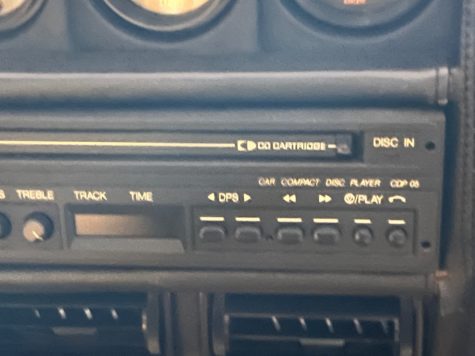 CD CARTRIDGE
DISC IN
CAR COMPACT DISC PLAYER CDP 05
TREBLE TRACK TIME ◀ DPS ▶ ◀◀ ▶▶ /PLAY